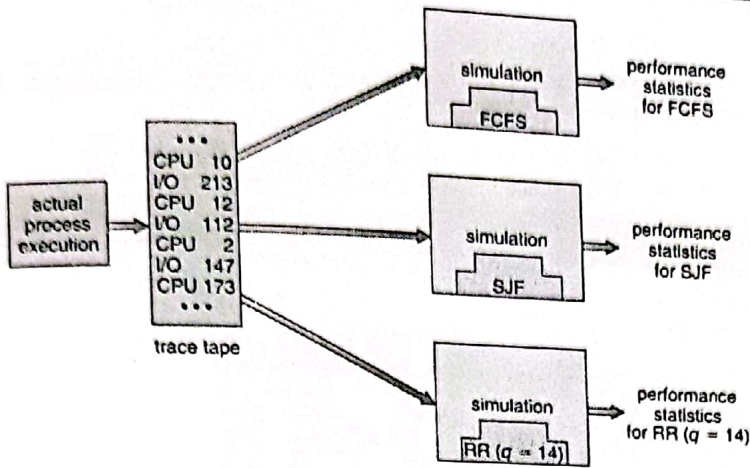 actual
process
execution
•••
CPU 10
I/O 213
CPU 12
I/O 112
CPU 2
I/O 147
CPU 173
•••
trace tape
simulation
FCFS
performance
statistics
for FCFS
simulation
SJF
performance
statistics
for SJF
simulation
RR (q = 14)
performance
statistics
for RR (q = 14)